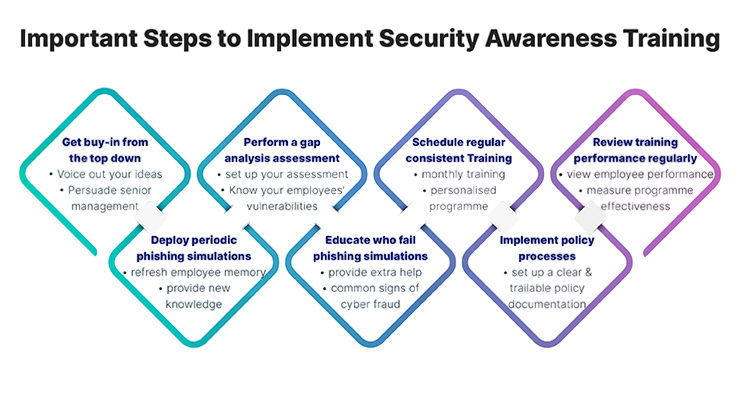 Important Steps to Implement Security Awareness Training
Get buy-in from
the top down
• Voice out your ideas
• Persuade senior
management
Perform a gap
analysis assessment
• set up your assessment
• Know your employees'
vulnerabilities
Schedule regular
consistent Training
• monthly training
• personalised
programme
Review training
performance regularly
• view employee performance
• measure programme
effectiveness
Deploy periodic
phishing simulations
• refresh employee memory
• provide new
knowledge
Educate who fail
phishing simulations
• provide extra help
• common signs of
cyber fraud
Implement policy
processes
• set up a clear &
trailable policy
documentation